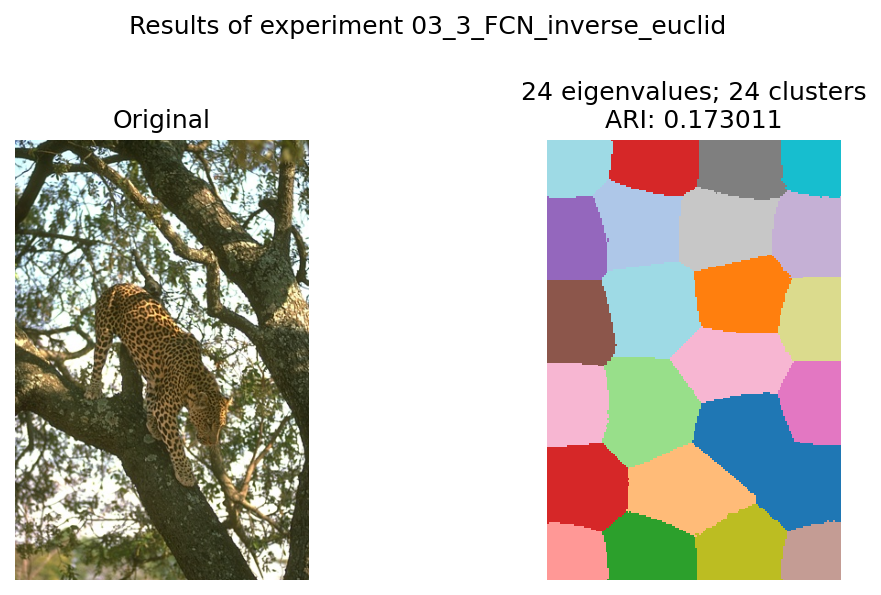 Results of experiment 03_3_FCN_inverse_euclid
Original
24 eigenvalues; 24 clusters
ARI: 0.173011